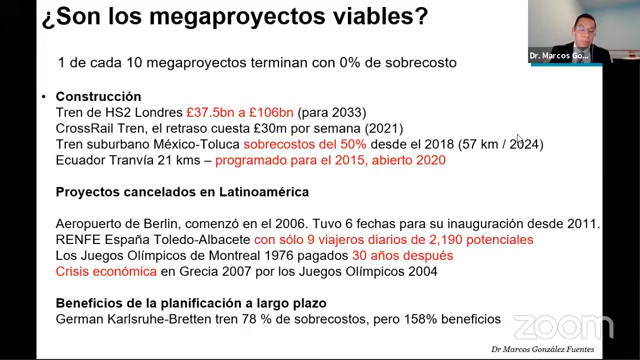 ¿Son los megaproyectos viables?
Dr. Marcos Go...
1 de cada 10 megaproyectos terminan con 0% de sobrecosto
• Construcción
Tren de HS2 Londres £37.5bn a £106bn (para 2033)
CrossRail Tren, el retraso cuesta £30m por semana (2021)
Tren suburbano México-Toluca sobrecostos del 50% desde el 2018 (57 km / 2024)
Ecuador Tranvía 21 kms – programado para el 2015, abierto 2020
Proyectos cancelados en Latinoamérica
Aeropuerto de Berlin, comenzó en el 2006. Tuvo 6 fechas para su inauguración desde 2011.
RENFE España Toledo-Albacete con sólo 9 viajeros diarios de 2,190 potenciales
Los Juegos Olímpicos de Montreal 1976 pagados 30 años después
Crisis económica en Grecia 2007 por los Juegos Olímpicos 2004
Beneficios de la planificación a largo plazo
German Karlsruhe-Bretten tren 78 % de sobrecostos, pero 158% beneficios
zoom
Dr Marcos González Fuentes